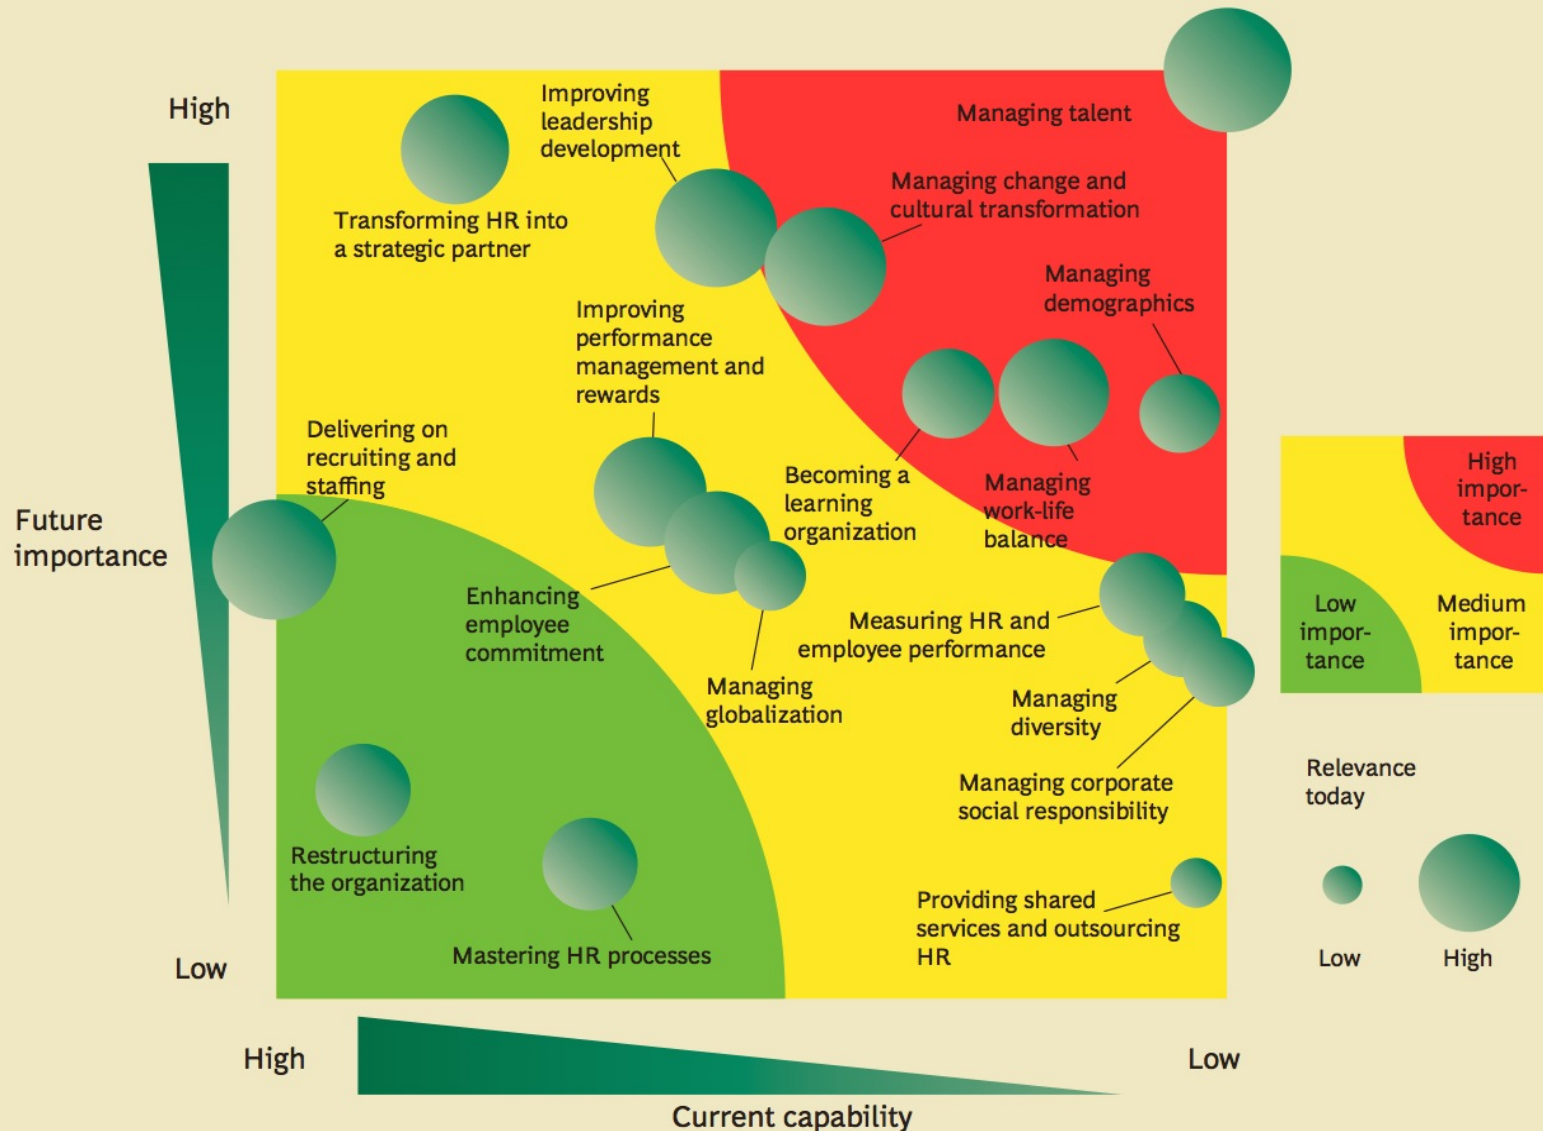 High
Improving
leadership
development
Managing talent
Transforming HR into
a strategic partner
Managing change and
cultural transformation
Managing
demographics
Improving
performance
management and
rewards
Delivering on
recruiting and
staffing
Becoming a
learning
organization
Managing
work-life
balance
Future
importance
Enhancing
employee
commitment
Measuring HR and
employee performance
Managing
globalization
Managing
diversity
Managing corporate
social responsibility
Restructuring
the organization
Mastering HR processes
Providing shared
services and outsourcing
HR
Low
High
Low
Current capability
High
impor-
tance
Low
impor-
tance
Medium
impor-
tance
Relevance
today
Low
High